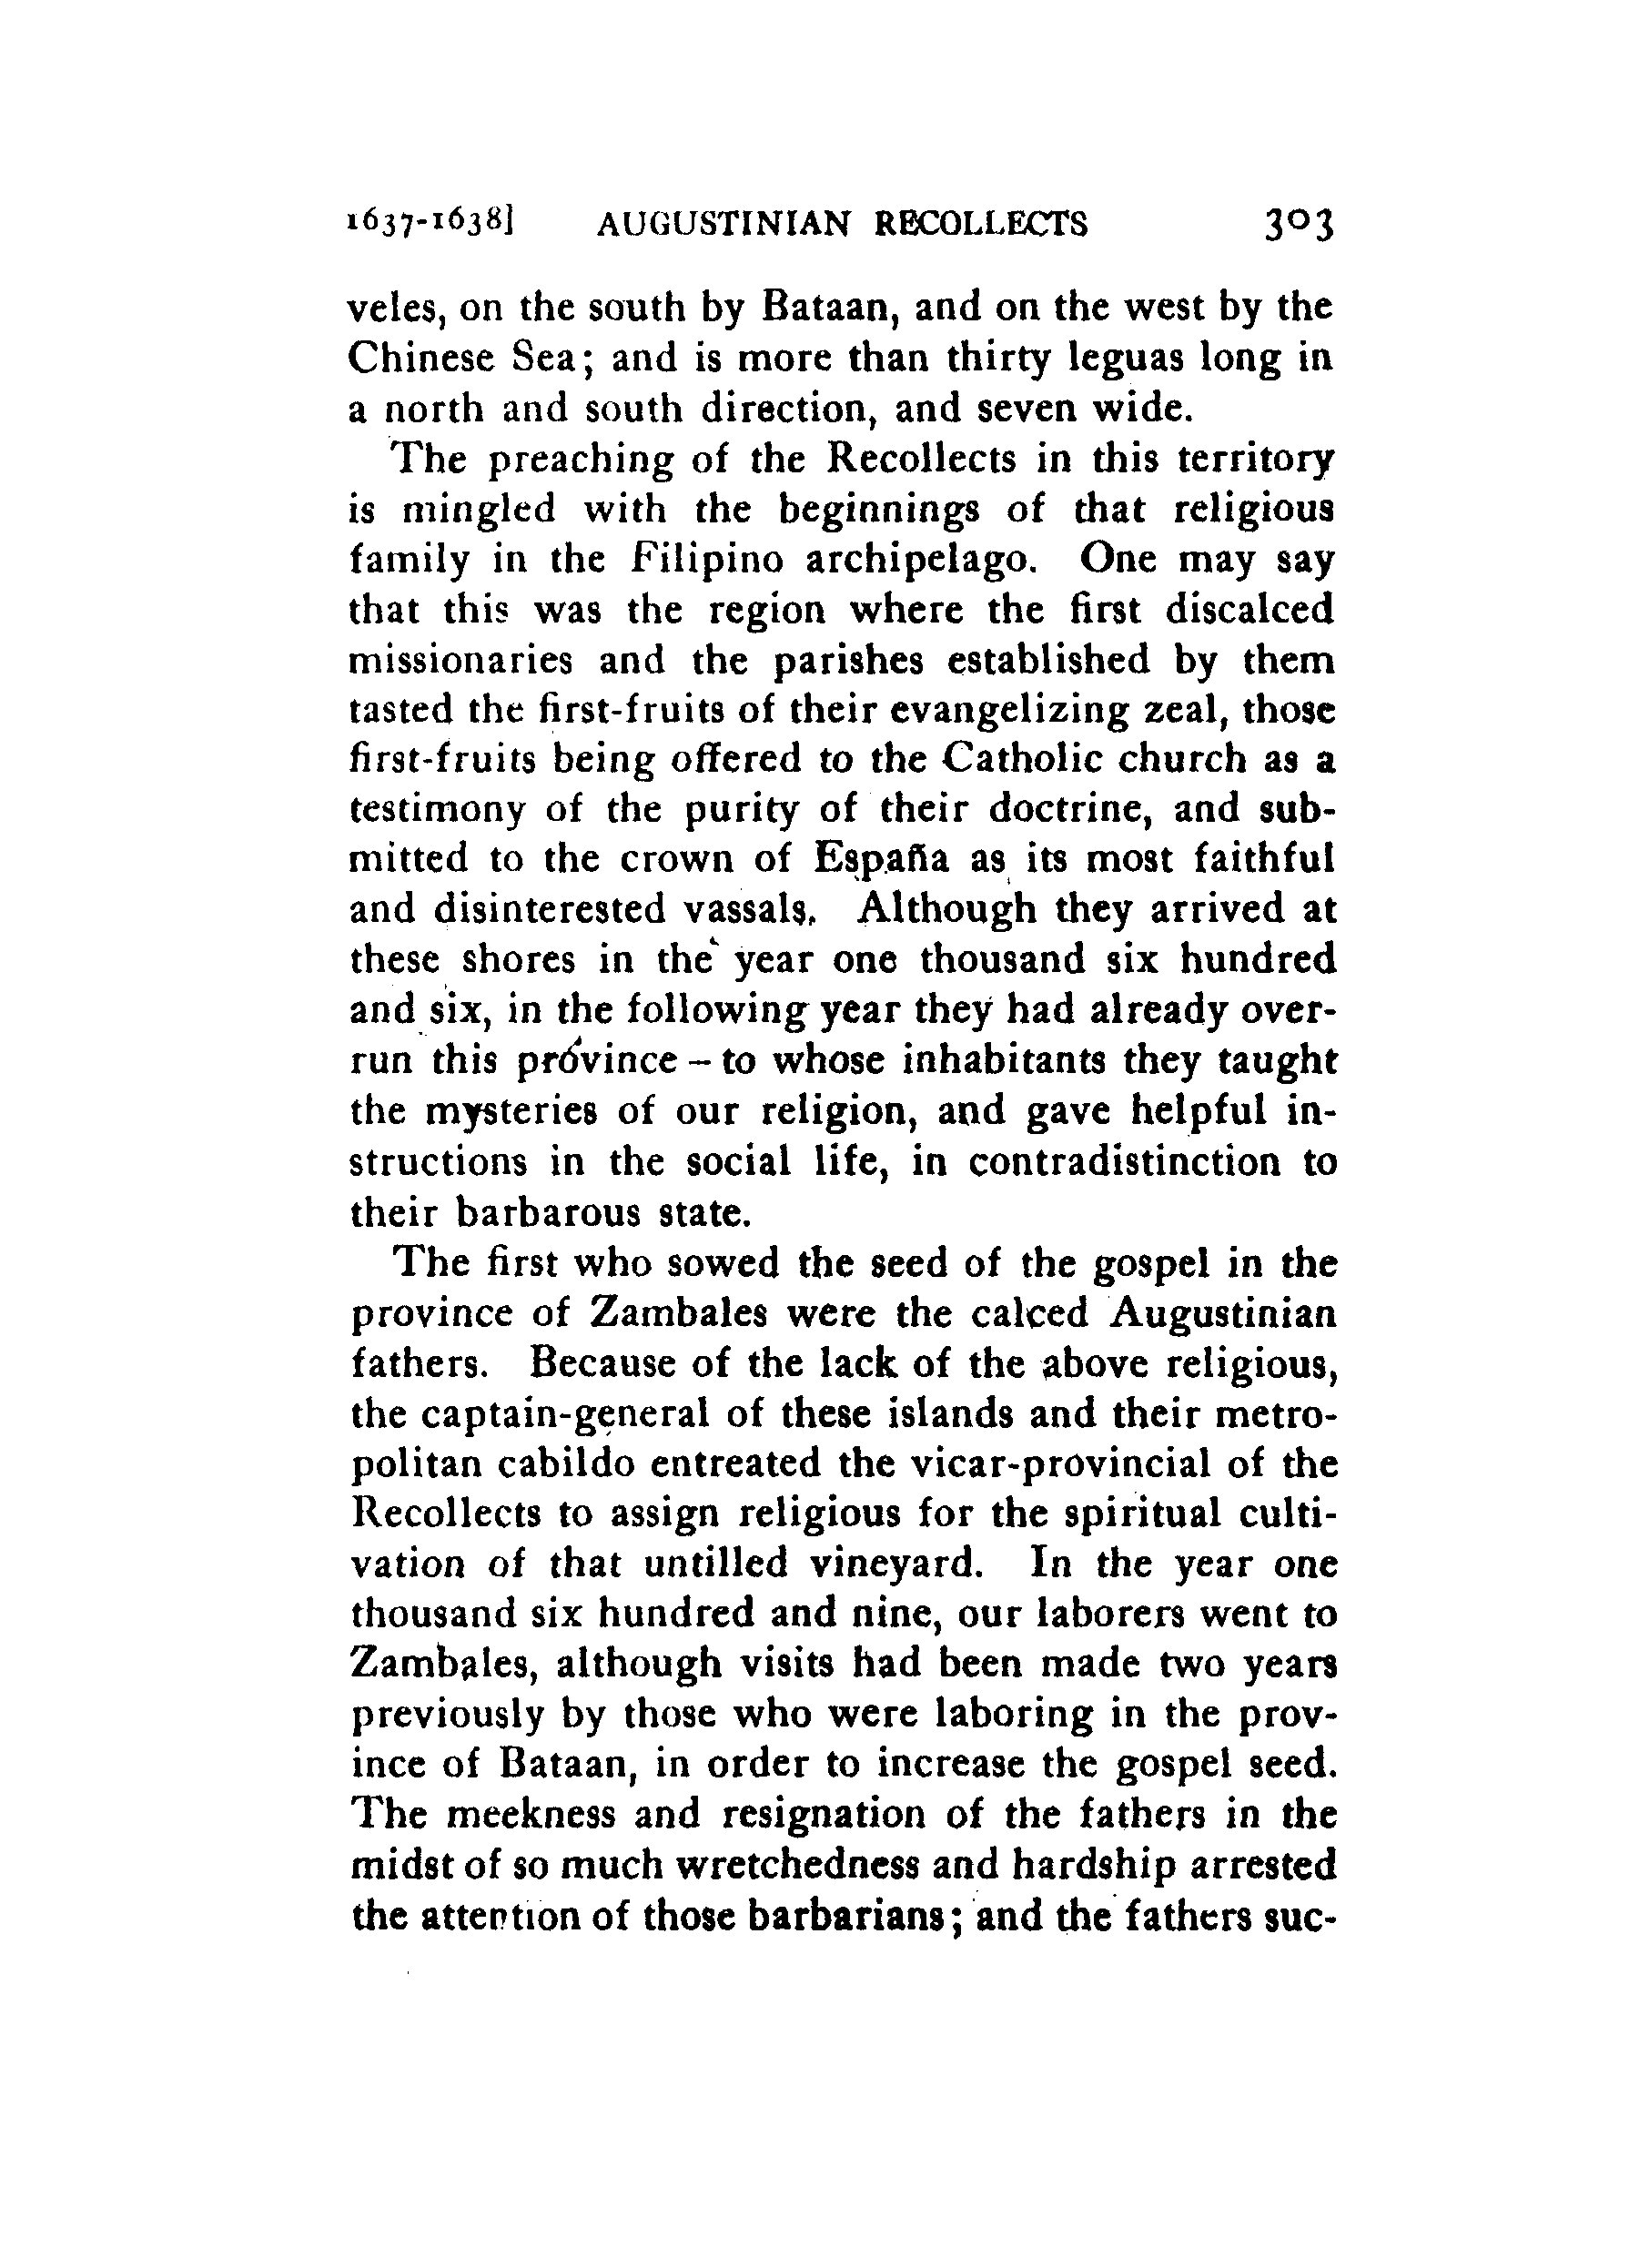 1637-1638] AUGUSTINIAN RECOLLECTS 303
veles, on the south by Bataan, and on the west by the
Chinese Sea; and is more than thirty leguas long in
a north and south direction, and seven wide.
The preaching of the Recollects in this territory
is mingled with the beginnings of that religious
family in the Filipino archipelago. One may say
that this was the region where the first discalced
missionaries and the parishes established by them
tasted the first-fruits of their evangelizing zeal, those
first-fruits being offered to the Catholic church as a
testimony of the purity of their doctrine, and sub-
mitted to the crown of España as its most faithful
and disinterested vassals. Although they arrived at
these shores in the year one thousand six hundred
and six, in the following year they had already over-
run this province – to whose inhabitants they taught
the mysteries of our religion, and gave helpful in-
structions in the social life, in contradistinction to
their barbarous state.
The first who sowed the seed of the gospel in the
province of Zambales were the calced Augustinian
fathers. Because of the lack of the above religious,
the captain-general of these islands and their metro-
politan cabildo entreated the vicar-provincial of the
Recollects to assign religious for the spiritual culti-
vation of that untilled vineyard. In the year one
thousand six hundred and nine, our laborers went to
Zambales, although visits had been made two years
previously by those who were laboring in the prov-
ince of Bataan, in order to increase the gospel seed.
The meekness and resignation of the fathers in the
midst of so much wretchedness and hardship arrested
the attention of those barbarians; and the fathers suc-